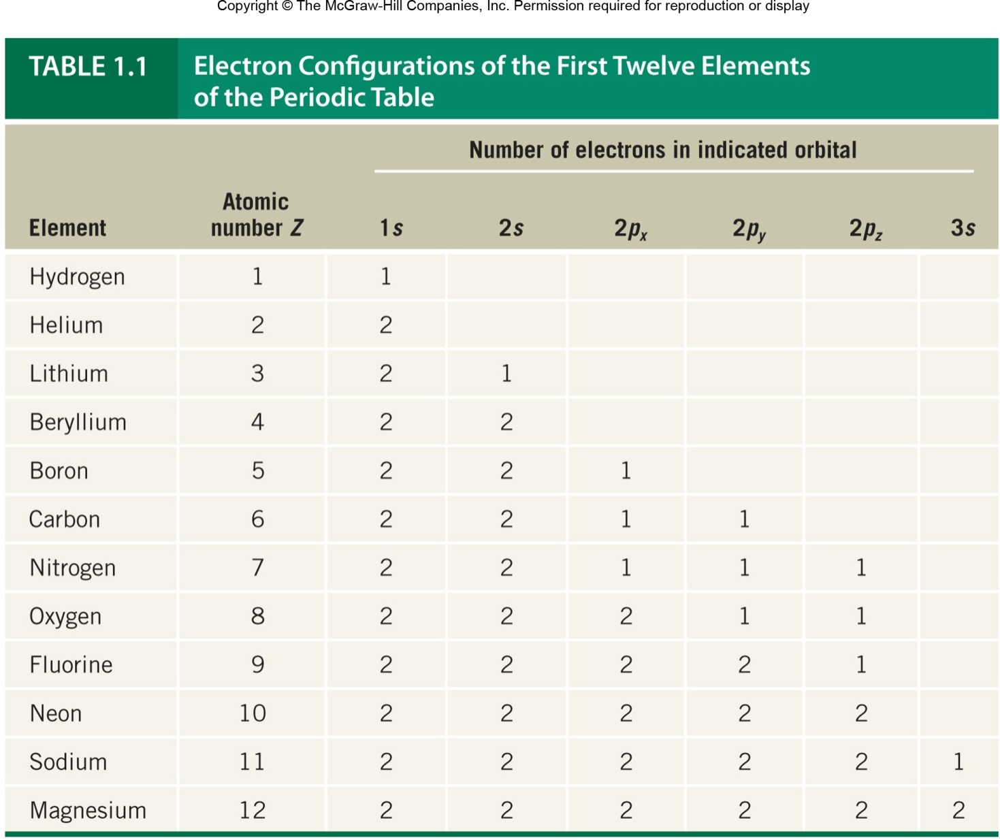 Copyright © The McGraw-Hill Companies, Inc. Permission required for reproduction or display
TABLE 1.1 Electron Configurations of the First Twelve Elements
of the Periodic Table
Number of electrons in indicated orbital
Atomic
Element number Z 1s 2s 2px 2py 2pz 3s
Hydrogen 1 1
Helium 2 2
Lithium 3 2 1
Beryllium 4 2 2
Boron 5 2 2 1
Carbon 6 2 2 1 1
Nitrogen 7 2 2 1 1 1
Oxygen 8 2 2 2 1 1
Fluorine 9 2 2 2 2 1
Neon 10 2 2 2 2 2
Sodium 11 2 2 2 2 2 1
Magnesium 12 2 2 2 2 2 2